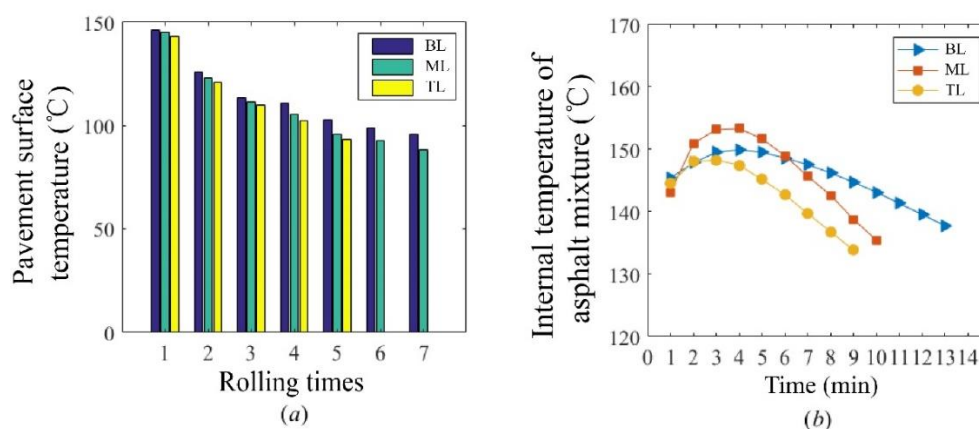 150
100
50
0
Pavement surface
temperature (℃)
BL
ML
TL
1 2 3 4 5 6 7
Rolling times
(a)
170
160
150
140
130
120
Internal temperature of
asphalt mixture (℃)
BL
ML
TL
0 1 2 3 4 5 6 7 8 9 10 11 12 13 14
Time (min)
(b)